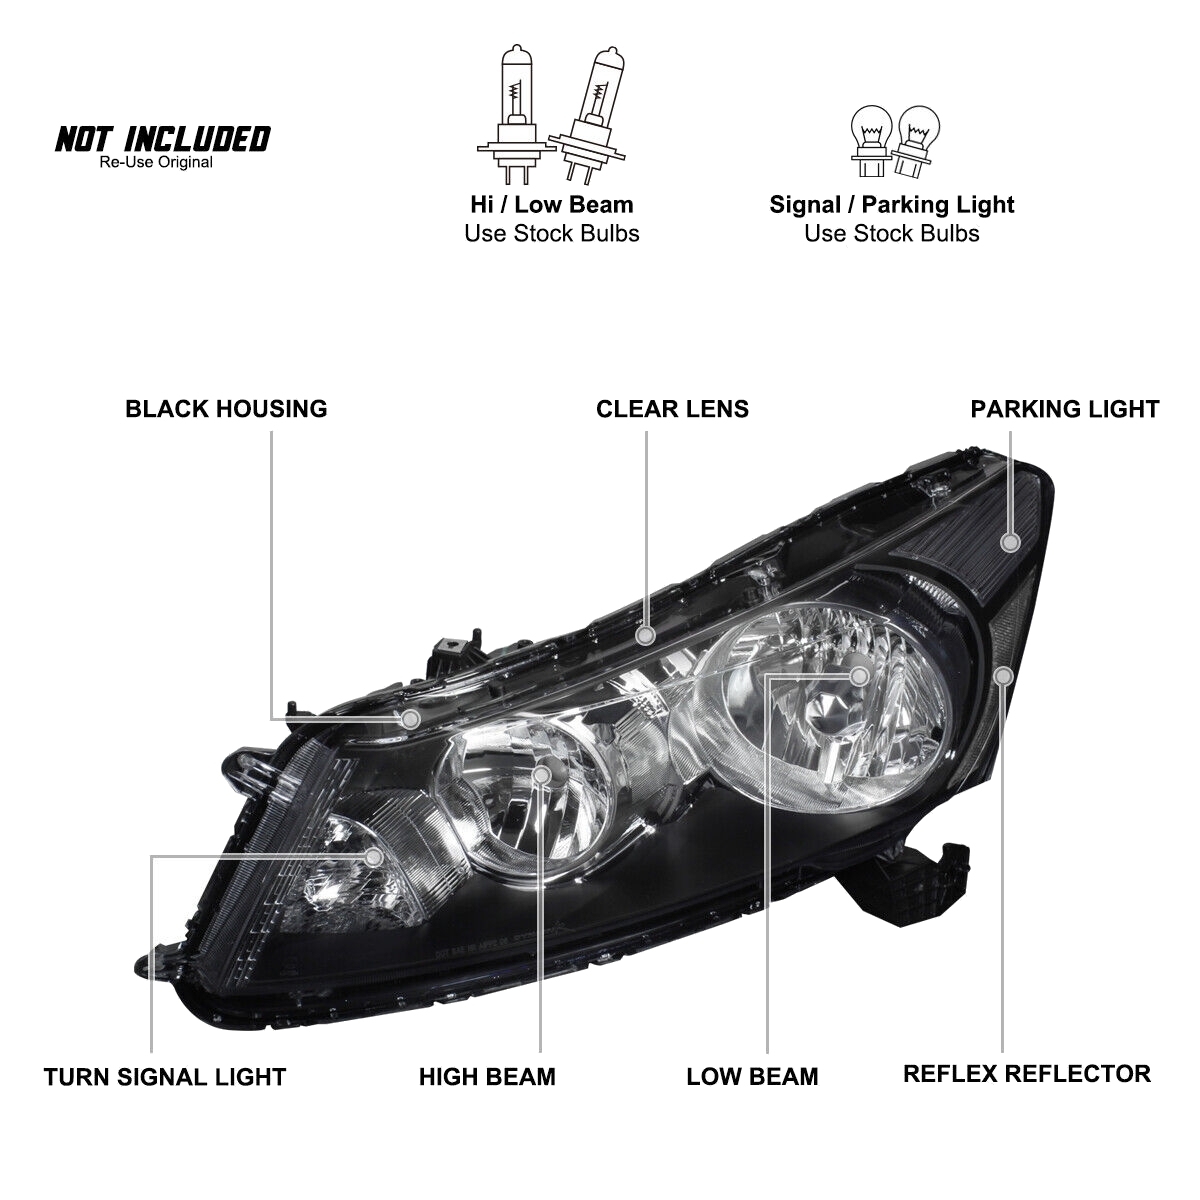 NOT INCLUDED
Re-Use Original
Hi / Low Beam
Use Stock Bulbs
Signal / Parking Light
Use Stock Bulbs
BLACK HOUSING
CLEAR LENS
PARKING LIGHT
TURN SIGNAL LIGHT
HIGH BEAM
LOW BEAM
REFLEX REFLECTOR